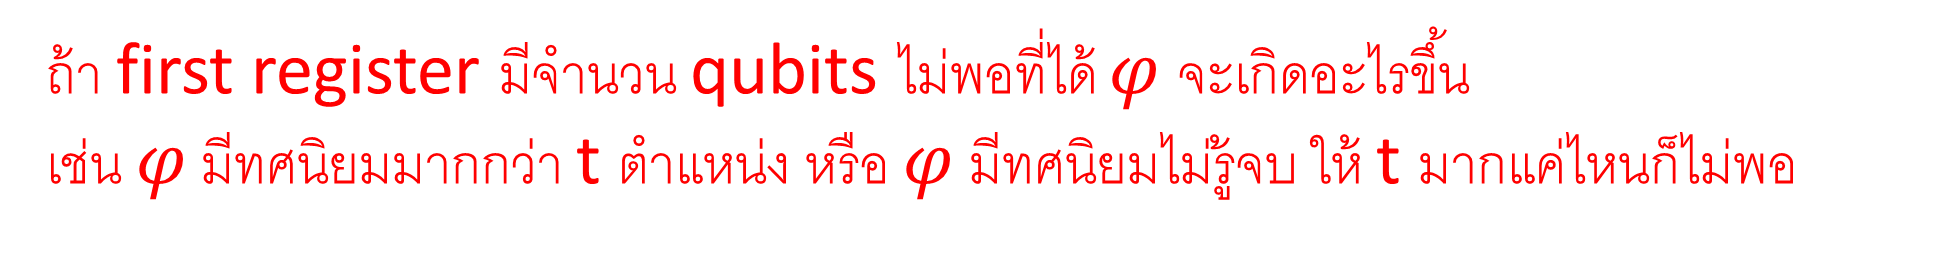 ถ้า first register มีจำนวน qubits ไม่พอที่ได้ 𝜑 จะเกิดอะไรขึ้น
เช่น 𝜑 มีทศนิยมมากกว่า t ตำแหน่ง หรือ 𝜑 มีทศนิยมไม่รู้จบ ให้ t มากแค่ไหนก็ไม่พอ